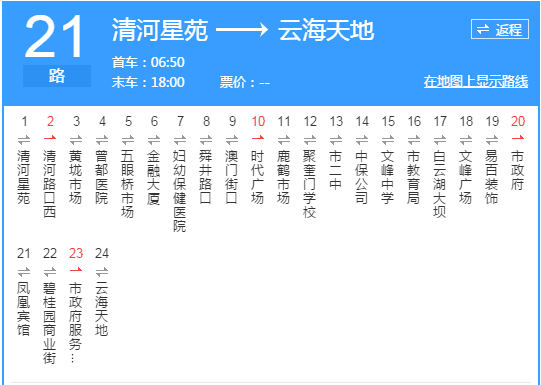 21
路
清河星苑 → 云海天地
首车：06:50
末车：18:00 票价：--
⇌ 返程
在地图上显示路线
1 2 3 4 5 6 7 8 9 10 11 12 13 14 15 16 17 18 19 20
清河星苑
清河路口西
黄垅市场
曾都医院
五眼桥市场
金融大厦
妇幼保健医院
舜井路口
澳门街口
时代广场
鹿鹤市场
聚奎门学校
市二中
中保公司
文峰中学
市教育局
白云湖大坝
文峰广场
易百装饰
市政府
21 22 23 24
凤凰宾馆
碧桂园商业街
市政府服务…
云海天地